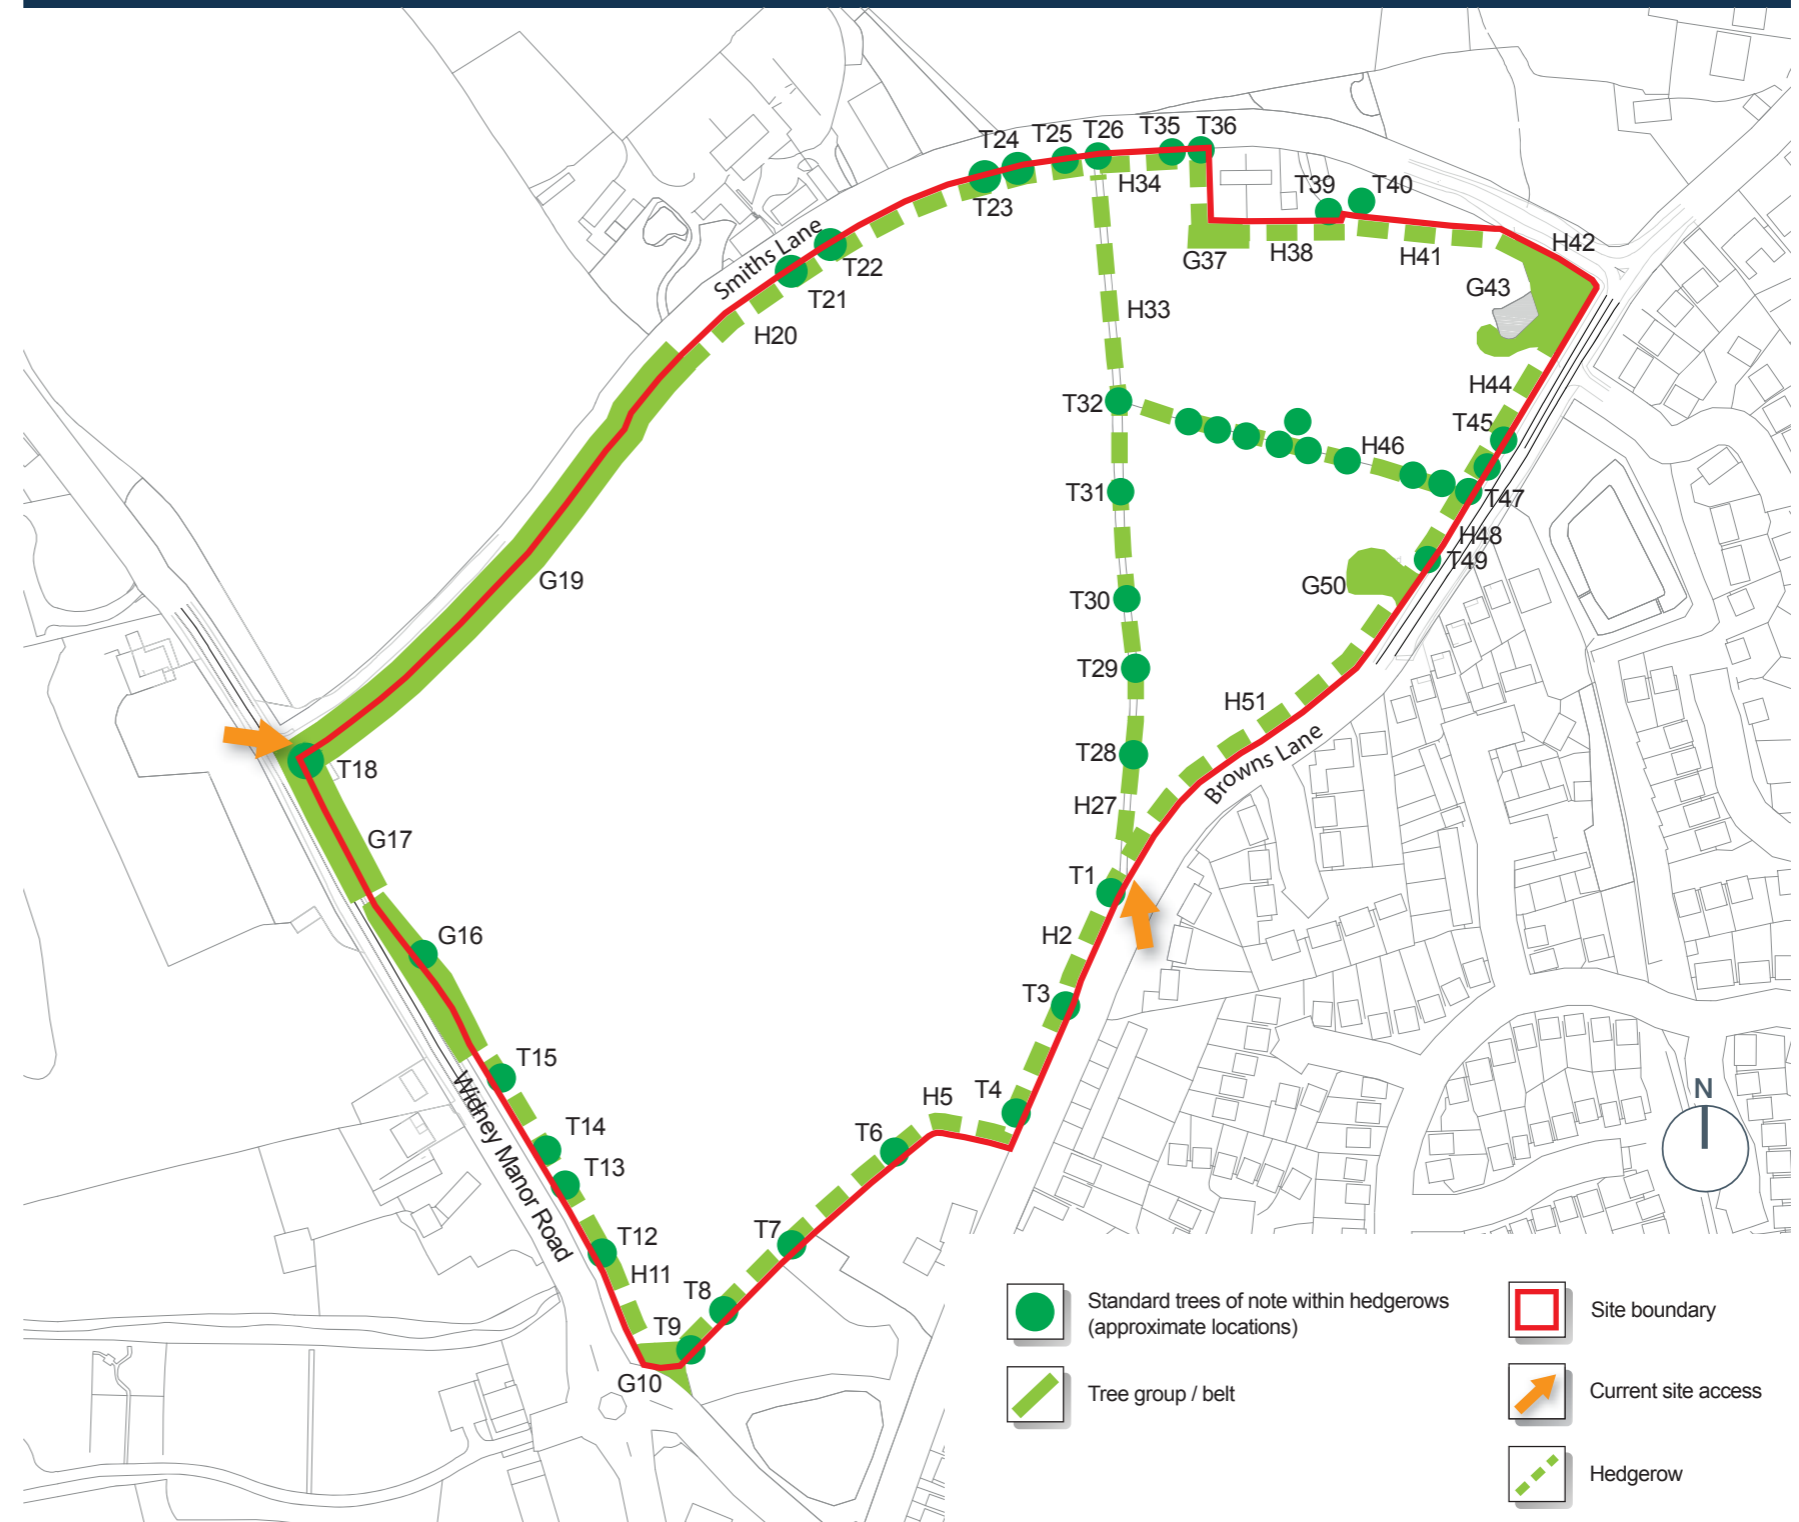 T24
T25
T26
T35
T36
H34
T23
T39
T40
H42
Smiths Lane
T22
T21
G37
H38
H41
G43
H20
H33
H44
T32
T45
H46
T31
T47
H48
T49
G19
G50
T30
T29
H51
Browns Lane
T28
T18
H27
G17
T1
G16
H2
T3
T15
Widney Manor Road
H5
T4
N
T14
T6
T13
T12
T7
H11
T8
T9
G10
Standard trees of note within hedgerows
(approximate locations)
Site boundary
Tree group / belt
Current site access
Hedgerow